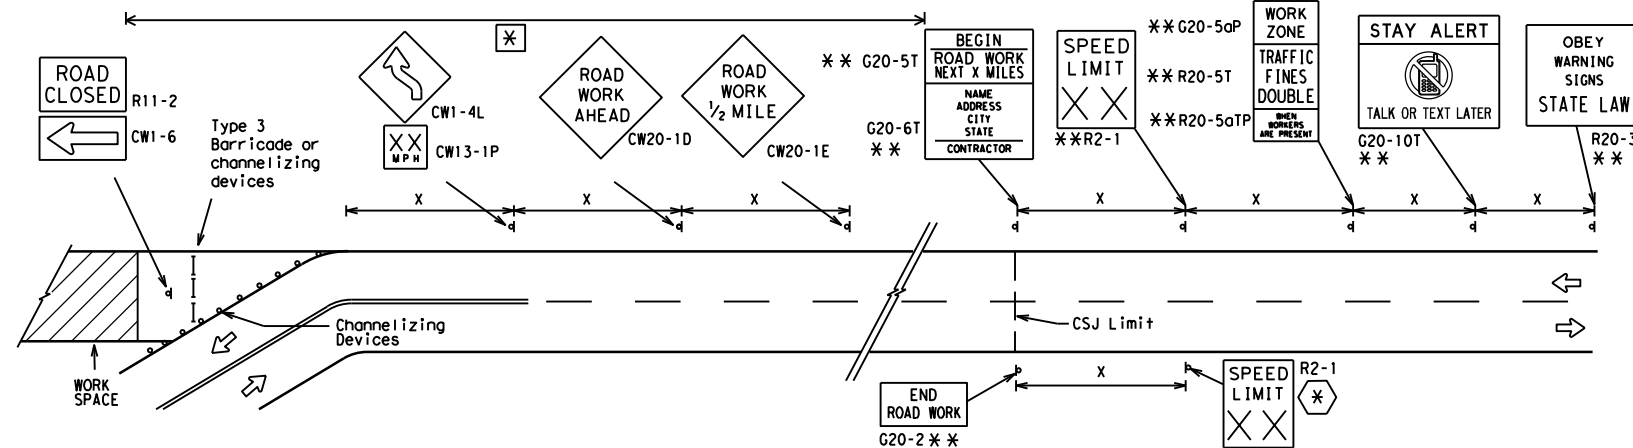 ROAD
CLOSED
R11-2
CW1-6
Type 3
Barricade or
channelizing
devices
CW1-4L
XX
MPH
CW13-1P
*
ROAD
WORK
AHEAD
CW20-1D
ROAD
WORK
1/2 MILE
CW20-1E
** G20-5T
G20-6T
**
BEGIN
ROAD WORK
NEXT X MILES
NAME
ADDRESS
CITY
STATE
CONTRACTOR
SPEED
LIMIT
XX
**R2-1
**G20-5aP
**R20-5T
**R20-5aTP
WORK
ZONE
TRAFFIC
FINES
DOUBLE
WHEN
WORKERS
ARE PRESENT
STAY ALERT
TALK OR TEXT LATER
G20-10T
**
OBEY
WARNING
SIGNS
STATE LAW
R20-3
**
X X X X X X X
Channelizing
Devices
CSJ Limit
WORK
SPACE
END
ROAD WORK
G20-2 **
X
SPEED
LIMIT
XX
R2-1
*